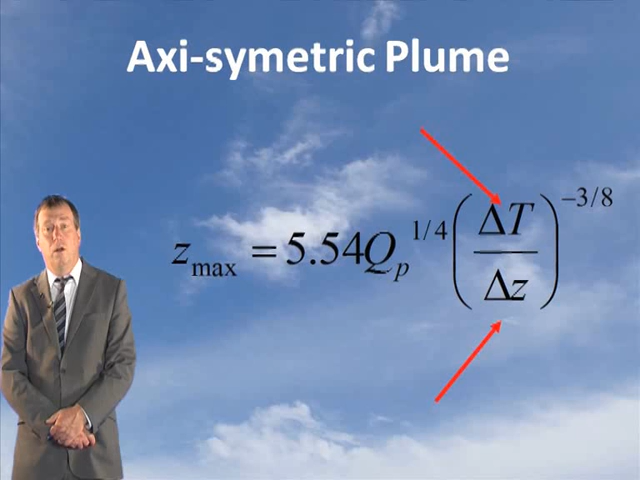 Axi-symetric Plume
z_max = 5.54Q_p^1/4 (ΔT/Δz)^−3/8